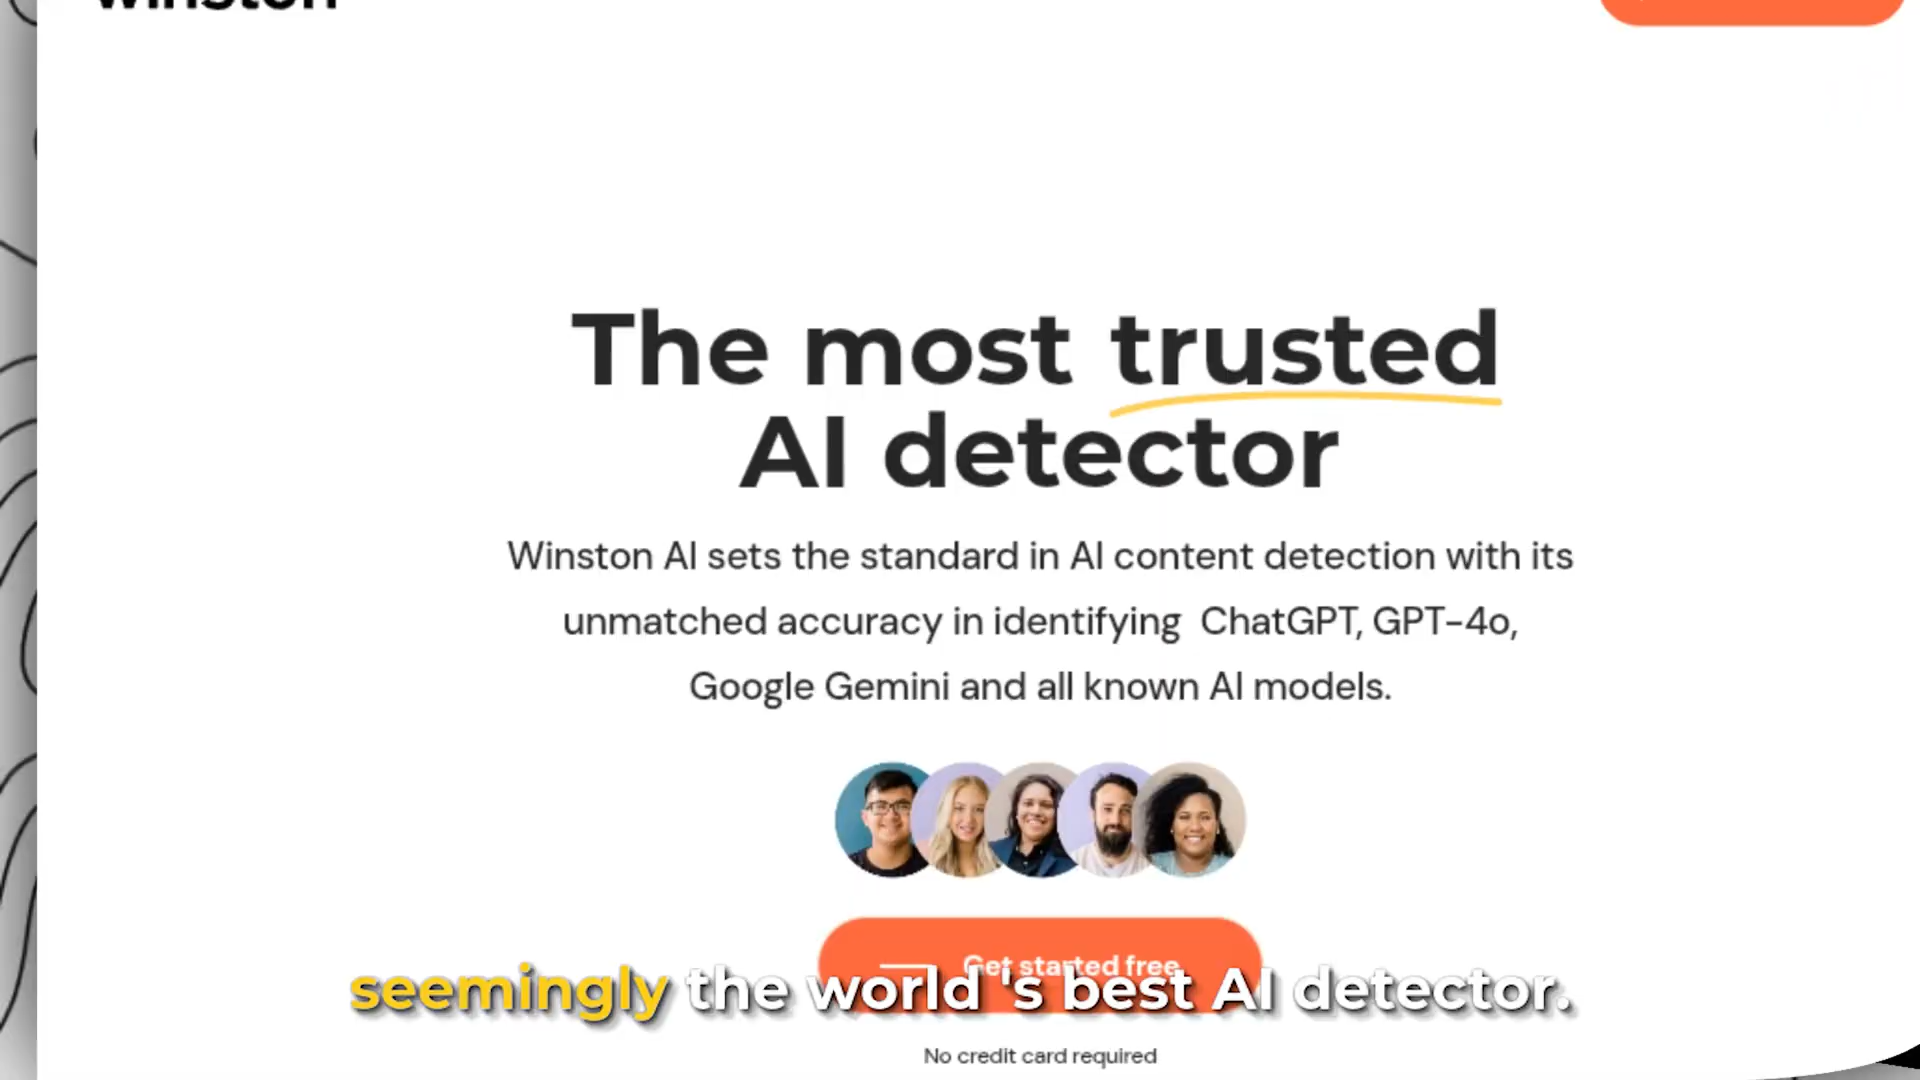 winston
The most trusted
AI detector
Winston AI sets the standard in AI content detection with its
unmatched accuracy in identifying ChatGPT, GPT-4o,
Google Gemini and all known AI models.
Get started free
seemingly the world 's best AI detector.
No credit card required